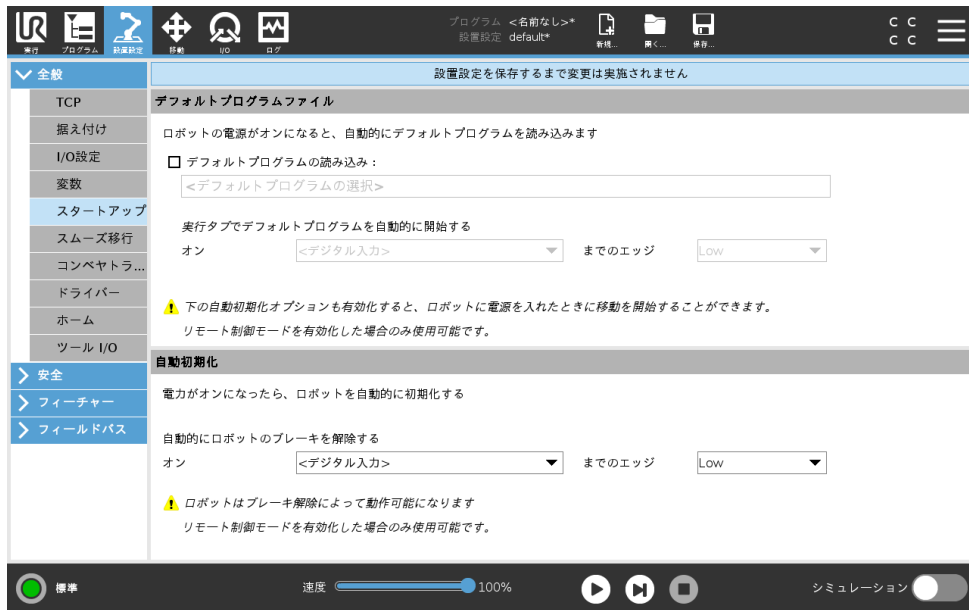 UR
実行
プログラム
設置設定
移動
I/O
ログ
プログラム <名前なし>*
設置設定 default*
新規...
開く...
保存...
C C
C C
全般
TCP
据え付け
I/O設定
変数
スタートアップ
スムーズ移行
コンベヤトラ...
ドライバー
ホーム
ツール I/O
安全
フィーチャー
フィールドバス
設置設定を保存するまで変更は実施されません
デフォルトプログラムファイル
ロボットの電源がオンになると、自動的にデフォルトプログラムを読み込みます
デフォルトプログラムの読み込み：
<デフォルトプログラムの選択>
実行タブでデフォルトプログラムを自動的に開始する
オン <デジタル入力> までのエッジ Low
下の自動初期化オプションも有効化すると、ロボットに電源を入れたときに移動を開始することができます。
リモート制御モードを有効化した場合のみ使用可能です。
自動初期化
電力がオンになったら、ロボットを自動的に初期化する
自動的にロボットのブレーキを解除する
オン <デジタル入力> までのエッジ Low
ロボットはブレーキ解除によって動作可能になります
リモート制御モードを有効化した場合のみ使用可能です。
標準
速度 100%
シミュレーション